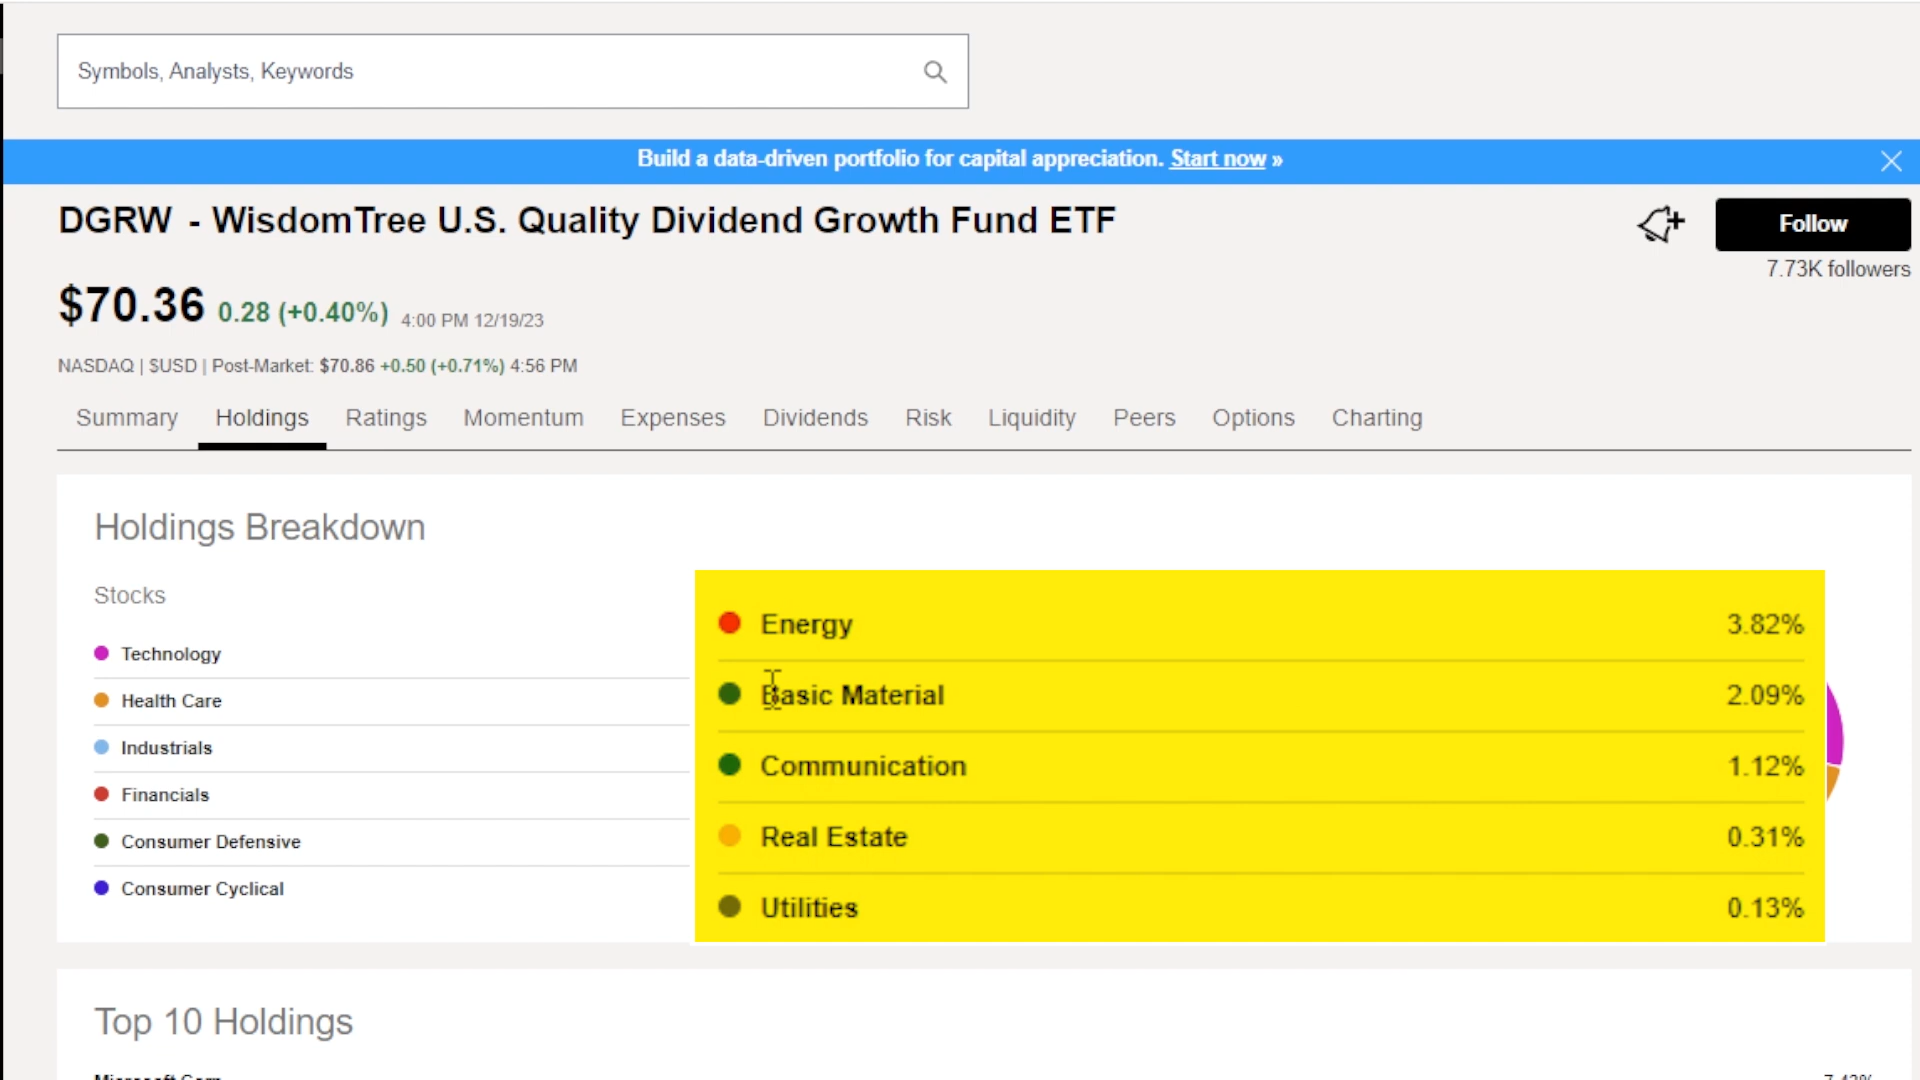 Symbols, Analysts, Keywords
Build a data-driven portfolio for capital appreciation. Start now »
DGRW - WisdomTree U.S. Quality Dividend Growth Fund ETF
Follow
7.73K followers
$70.36 0.28 (+0.40%) 4:00 PM 12/19/23
NASDAQ | $USD | Post-Market: $70.86 +0.50 (+0.71%) 4:56 PM
Summary Holdings Ratings Momentum Expenses Dividends Risk Liquidity Peers Options Charting
Holdings Breakdown
Stocks
Technology
Health Care
Industrials
Financials
Consumer Defensive
Consumer Cyclical
Energy 3.82%
Basic Material 2.09%
Communication 1.12%
Real Estate 0.31%
Utilities 0.13%
Top 10 Holdings